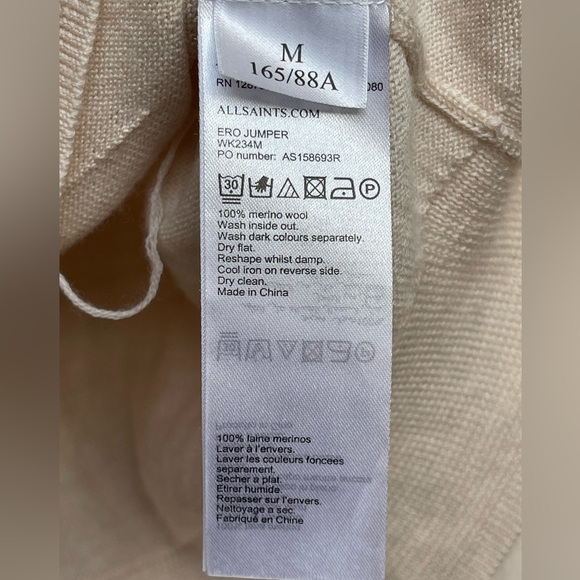 M
165/88A
RN 1287
080
ALLSAINTS.COM
ERO JUMPER
WK234M
PO number: AS158693R
30
P
100% merino wool
Wash inside out.
Wash dark colours separately.
Dry flat.
Reshape whilst damp.
Cool iron on reverse side.
Dry clean.
Made in China
100% laine merinos
Laver à l'envers.
Laver les couleurs foncees
separement.
Secher a plat.
Etirer humide.
Repasser sur l'envers.
Nettoyage a sec.
Fabriqué en Chine